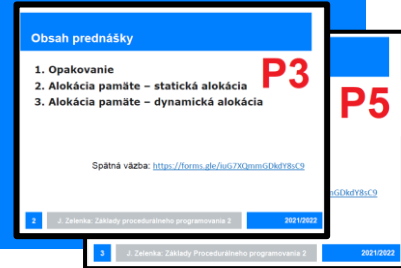 Obsah prednášky
1. Opakovanie
2. Alokácia pamäte – statická alokácia
3. Alokácia pamäte – dynamická alokácia
P3
Spätná väzba: https://forms.gle/iuG7XQmmGDkdY8sC9
2 J. Zelenka: Základy procedurálneho programovania 2 2021/2022
P5
GDkdY8sC9
3 J. Zelenka: Základy Procedurálneho programovania 2 2021/2022